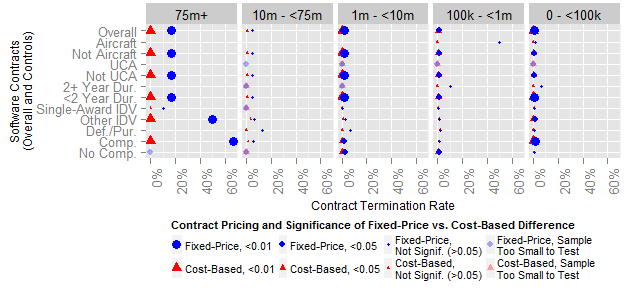 75m+ 10m - <75m 1m - <10m 100k - <1m 0 - <100k
Software Contracts
(Overall and Controls)
Overall
Aircraft
Not Aircraft
UCA
Not UCA
2+ Year Dur.
<2 Year Dur.
Single-Award IDV
Other IDV
Def./Pur.
Comp.
No Comp.
0% 20% 40% 60% 0% 20% 40% 60% 0% 20% 40% 60% 0% 20% 40% 60% 0% 20% 40% 60%
Contract Termination Rate
Contract Pricing and Significance of Fixed-Price vs. Cost-Based Difference
Fixed-Price, <0.01
Cost-Based, <0.01
Fixed-Price, <0.05
Cost-Based, <0.05
Fixed-Price,
Not Signif. (>0.05)
Cost-Based,
Not Signif. (>0.05)
Fixed-Price, Sample
Too Small to Test
Cost-Based, Sample
Too Small to Test